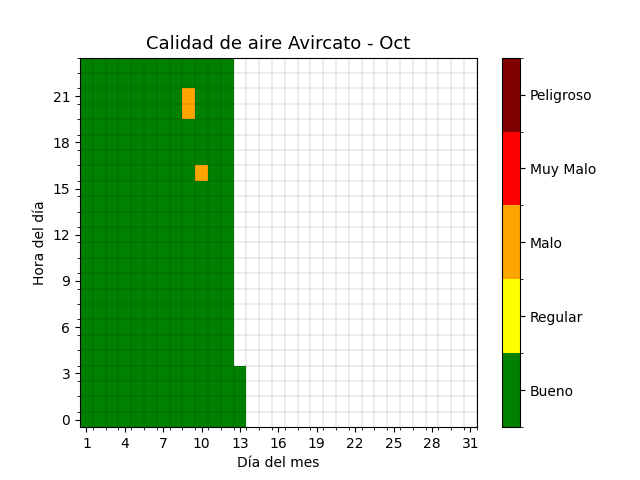 Calidad de aire Avircato - Oct
Hora del día
21
18
15
12
9
6
3
0
1 4 7 10 13 16 19 22 25 28 31
Día del mes
Peligroso
Muy Malo
Malo
Regular
Bueno